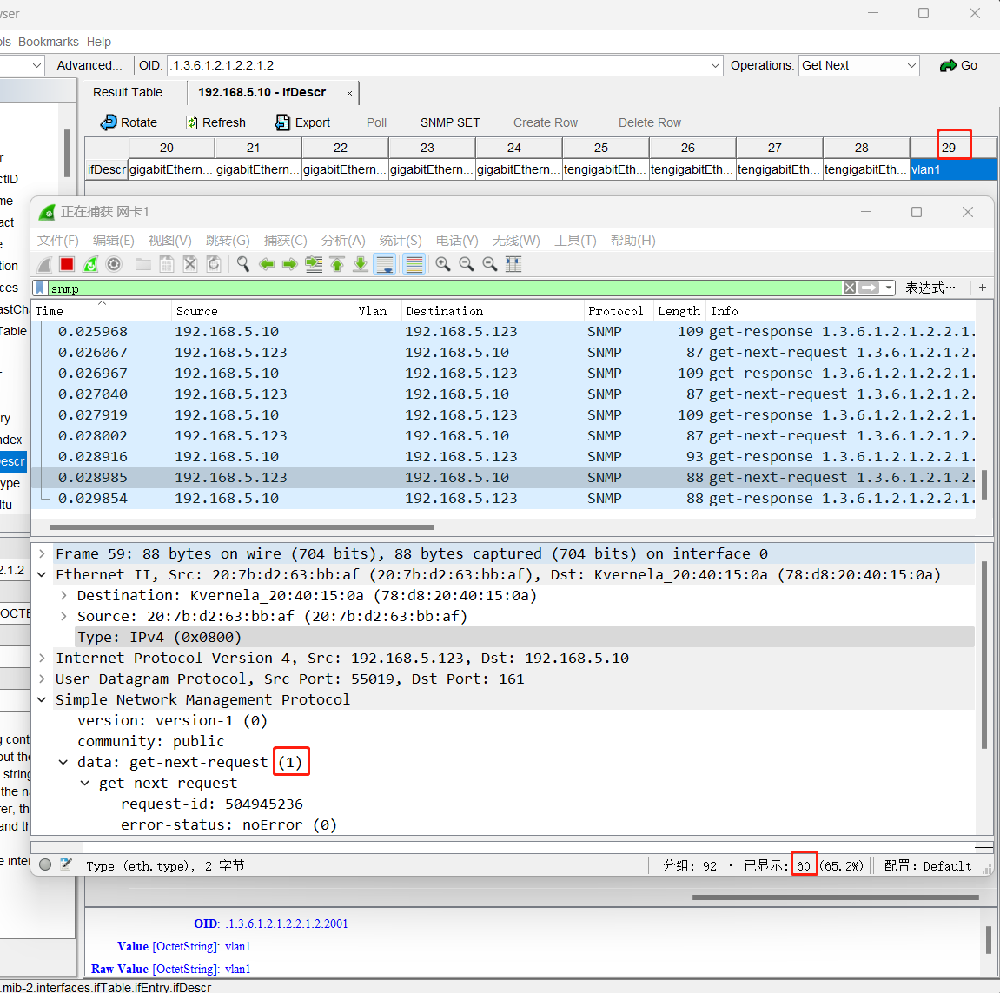 wser
ols Bookmarks Help
Advanced... OID: .1.3.6.1.2.1.2.2.1.2 Operations: Get Next Go
Result Table 192.168.5.10 - ifDescr ×
Rotate Refresh Export Poll SNMP SET Create Row Delete Row
20 21 22 23 24 25 26 27 28 29
ifDescr gigabitEthern... gigabitEthern... gigabitEthern... gigabitEthern... gigabitEthern... tengigabitEth... tengigabitEth... tengigabitEth... tengigabitEth... vlan1
r
ctID
me
act
e
tion
ces
astCha
Table
ry
ndex
escr
ype
ltu
2.1.2
OCTE
g cont
out the
string
the na
rer, the
and th
e inter
正在捕获 网卡1
文件(F) 编辑(E) 视图(V) 跳转(G) 捕获(C) 分析(A) 统计(S) 电话(Y) 无线(W) 工具(T) 帮助(H)
snmp 表达式… +
Time Source Vlan Destination Protocol Length Info
0.025968 192.168.5.10 192.168.5.123 SNMP 109 get-response 1.3.6.1.2.1.2.2.1.
0.026067 192.168.5.123 192.168.5.10 SNMP 87 get-next-request 1.3.6.1.2.1.2.
0.026967 192.168.5.10 192.168.5.123 SNMP 109 get-response 1.3.6.1.2.1.2.2.1.
0.027040 192.168.5.123 192.168.5.10 SNMP 87 get-next-request 1.3.6.1.2.1.2.
0.027919 192.168.5.10 192.168.5.123 SNMP 109 get-response 1.3.6.1.2.1.2.2.1.
0.028002 192.168.5.123 192.168.5.10 SNMP 87 get-next-request 1.3.6.1.2.1.2.
0.028916 192.168.5.10 192.168.5.123 SNMP 93 get-response 1.3.6.1.2.1.2.2.1.
0.028985 192.168.5.123 192.168.5.10 SNMP 88 get-next-request 1.3.6.1.2.1.2.
0.029854 192.168.5.10 192.168.5.123 SNMP 88 get-response 1.3.6.1.2.1.2.2.1.
Frame 59: 88 bytes on wire (704 bits), 88 bytes captured (704 bits) on interface 0
Ethernet II, Src: 20:7b:d2:63:bb:af (20:7b:d2:63:bb:af), Dst: Kvernela_20:40:15:0a (78:d8:20:40:15:0a)
Destination: Kvernela_20:40:15:0a (78:d8:20:40:15:0a)
Source: 20:7b:d2:63:bb:af (20:7b:d2:63:bb:af)
Type: IPv4 (0x0800)
Internet Protocol Version 4, Src: 192.168.5.123, Dst: 192.168.5.10
User Datagram Protocol, Src Port: 55019, Dst Port: 161
Simple Network Management Protocol
version: version-1 (0)
community: public
data: get-next-request (1)
get-next-request
request-id: 504945236
error-status: noError (0)
Type (eth.type), 2 字节 分组: 92 · 已显示: 60 (65.2%) 配置: Default
OID: .1.3.6.1.2.1.2.2.1.2.2001
Value [OctetString]: vlan1
Raw Value [OctetString]: vlan1
.mib-2.interfaces.ifTable.ifEntry.ifDescr